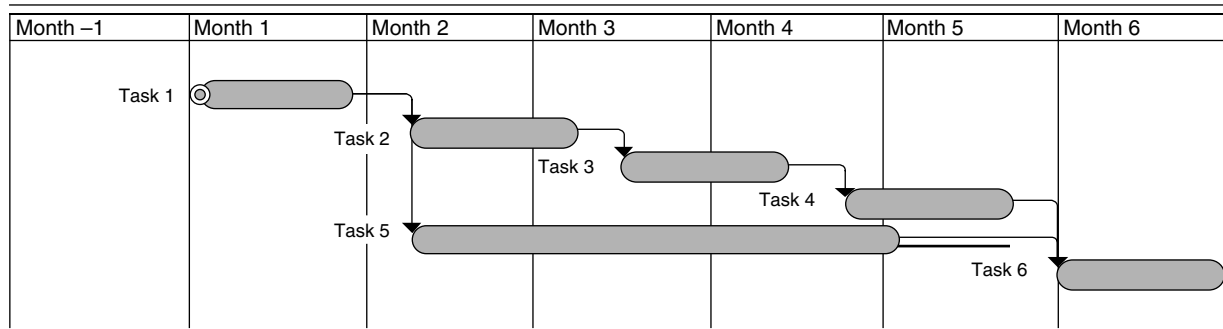 Month –1 Month 1 Month 2 Month 3 Month 4 Month 5 Month 6
Task 1
Task 2
Task 3
Task 4
Task 5
Task 6